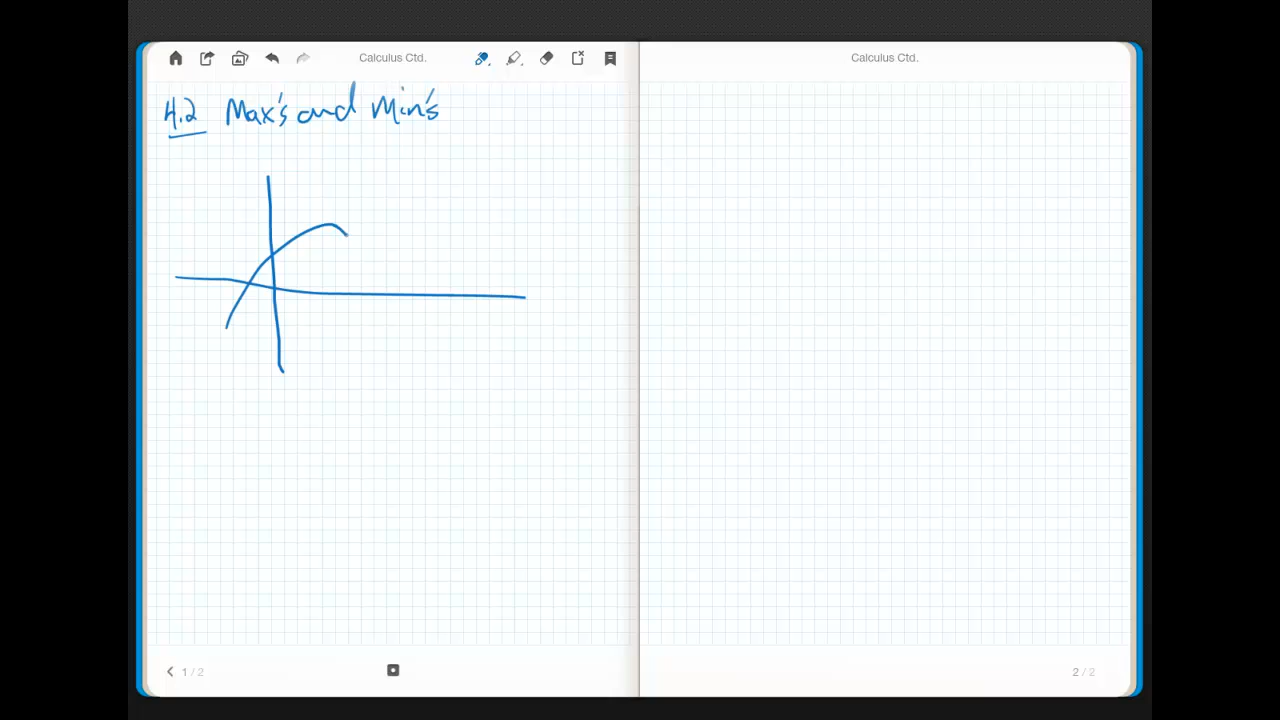 Calculus Ctd.
4.2 Max's and Min's
1 / 2
Calculus Ctd.
2 / 2